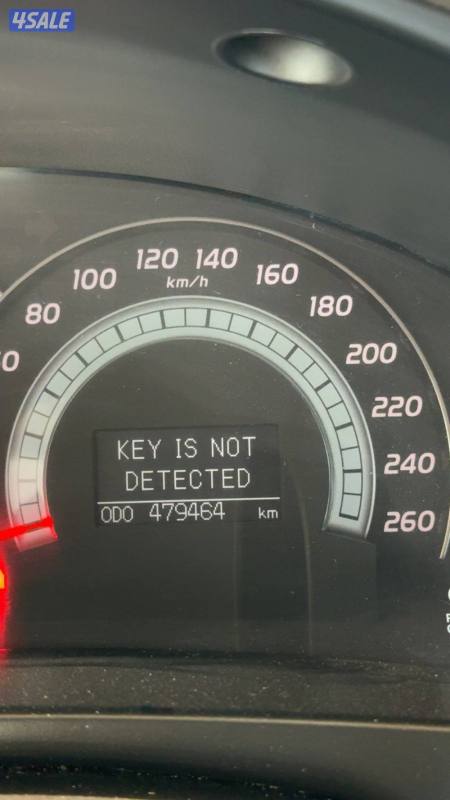 4SALE
120 140
100 160
km/h
80 180
200
220
KEY IS NOT
DETECTED
240
ODO 479464 km
260